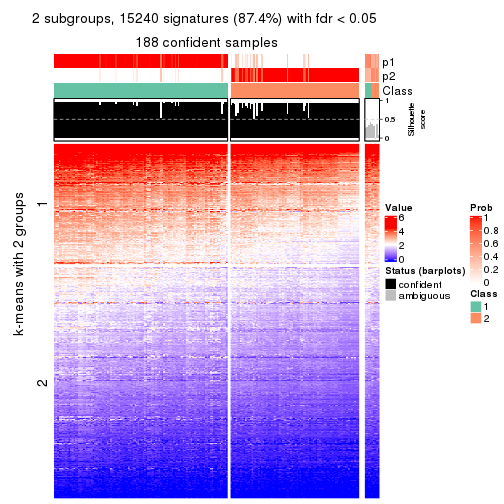 2 subgroups, 15240 signatures (87.4%) with fdr < 0.05
188 confident samples
p1
p2
Class
1
0.5
0
Silhouette
score
k-means with 2 groups
1
2
Value
6
4
2
0
Status (barplots)
confident
ambiguous
Prob
1
0.8
0.6
0.4
0.2
0
Class
1
2